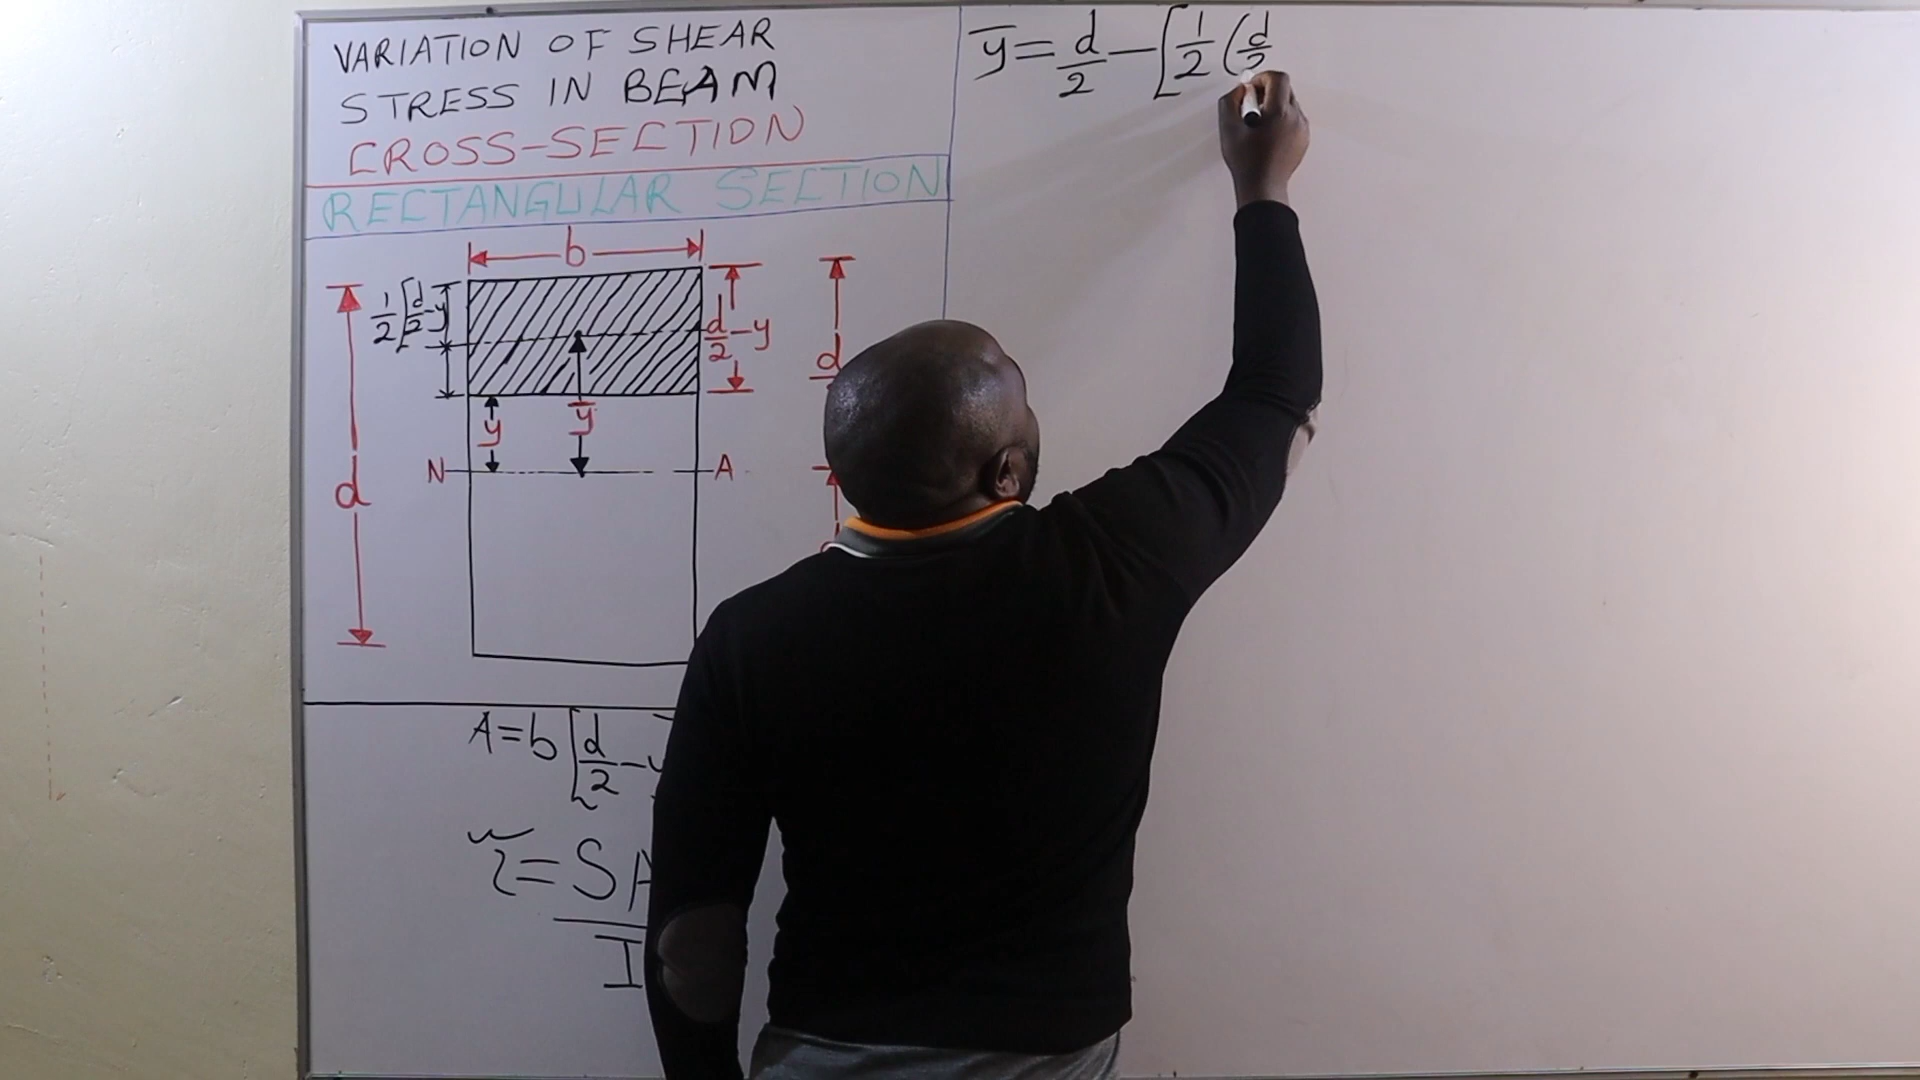 VARIATION OF SHEAR
STRESS IN BEAM
CROSS-SECTION
RECTANGULAR SECTION
b
1/2 [d/2 - y
d/2 - y
d
y
ȳ
N
A
d
A = b [d/2 - y
τ = SA
I
ȳ = d/2 - [1/2 (d/2